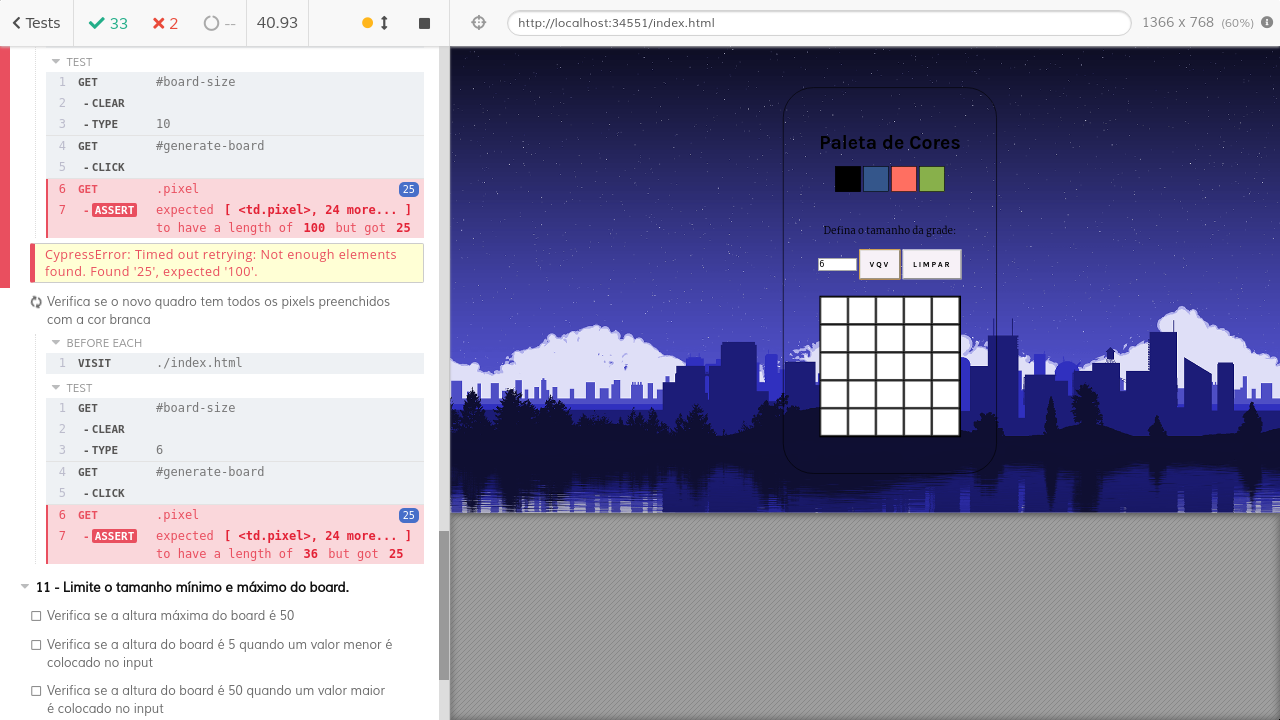 Tests 33 2 -- 40.93 http://localhost:34551/index.html 1366 x 768 (60%)
TEST
1 GET #board-size
2 -CLEAR
3 -TYPE 10
4 GET #generate-board
5 -CLICK
6 GET .pixel 25
7 -ASSERT expected [ <td.pixel>, 24 more... ]
to have a length of 100 but got 25
CypressError: Timed out retrying: Not enough elements
found. Found '25', expected '100'.
Verifica se o novo quadro tem todos os pixels preenchidos
com a cor branca
BEFORE EACH
1 VISIT ./index.html
TEST
1 GET #board-size
2 -CLEAR
3 -TYPE 6
4 GET #generate-board
5 -CLICK
6 GET .pixel 25
7 -ASSERT expected [ <td.pixel>, 24 more... ]
to have a length of 36 but got 25
11 - Limite o tamanho mínimo e máximo do board.
Verifica se a altura máxima do board é 50
Verifica se a altura do board é 5 quando um valor menor é
colocado no input
Verifica se a altura do board é 50 quando um valor maior
é colocado no input
Paleta de Cores
Defina o tamanho da grade:
6 VQV LIMPAR